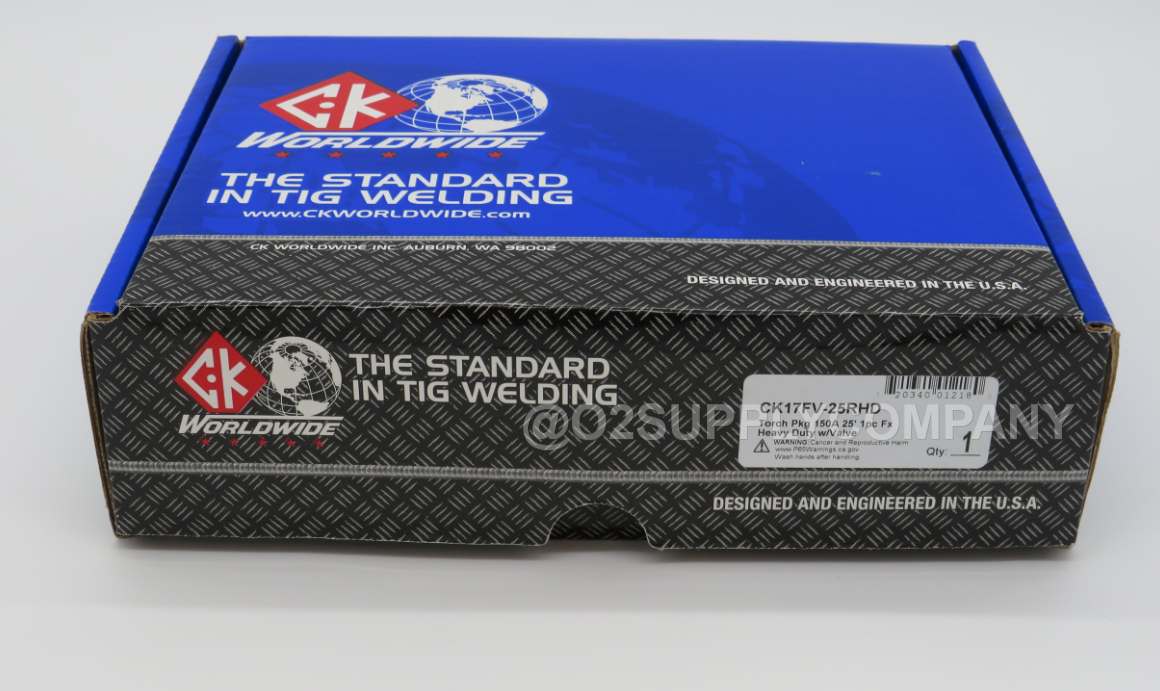 CK
WORLDWIDE
THE STANDARD
IN TIG WELDING
www.CKWORLDWIDE.com
CK WORLDWIDE INC. AUBURN, WA 98002
DESIGNED AND ENGINEERED IN THE U.S.A.
CK
WORLDWIDE
THE STANDARD
IN TIG WELDING
20340 01218
CK17FV-25RHD
Torch Pkg 150A 25' 1pc Fx
Heavy Duty w/Valve
WARNING: Cancer and Reproductive Harm
www.P65Warnings.ca.gov
Wash hands after handling
Qty: 1
@O2SUPPLYCOMPANY
DESIGNED AND ENGINEERED IN THE U.S.A.